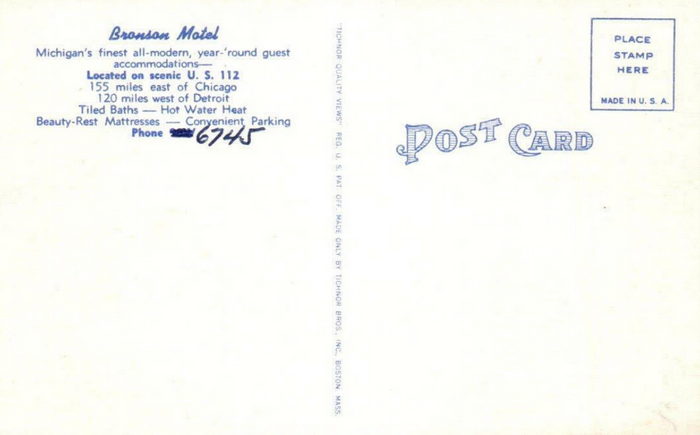 Bronson Motel
Michigan's finest all-modern, year-'round guest
accommodations—
Located on scenic U. S. 112
155 miles east of Chicago
120 miles west of Detroit
Tiled Baths — Hot Water Heat
Beauty-Rest Mattresses — Convenient Parking
Phone 6745
"TICHNOR QUALITY VIEWS," REG. U. S. PAT. OFF. MADE ONLY BY TICHNOR BROS., INC., BOSTON, MASS.
POST CARD
PLACE
STAMP
HERE
MADE IN U. S. A.